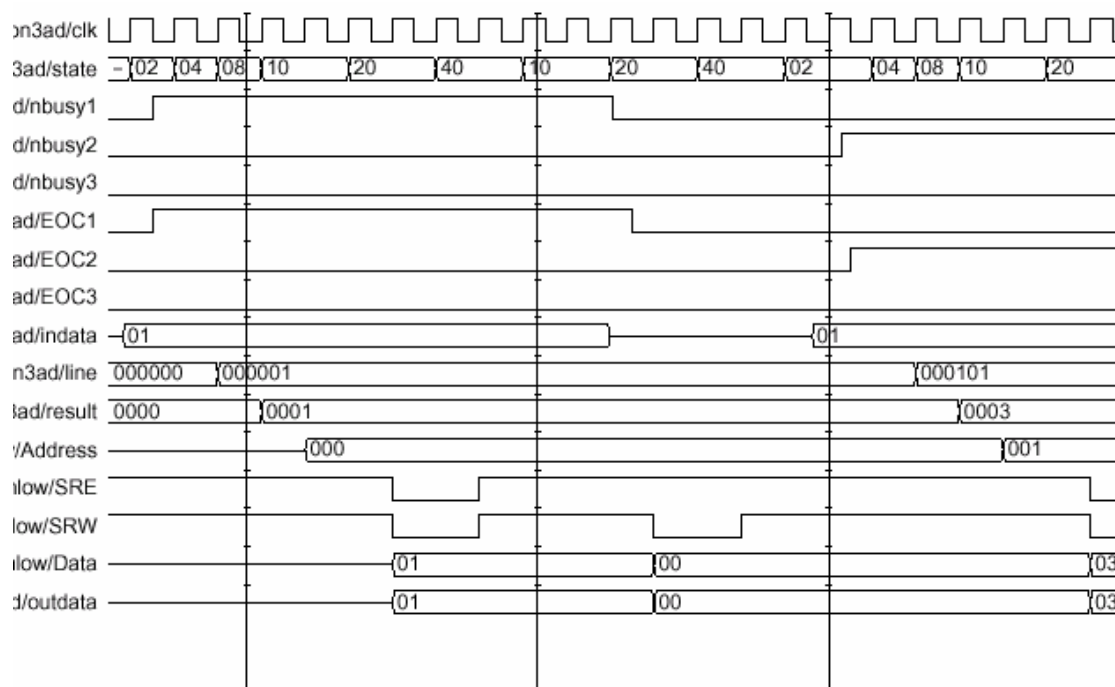 on3ad/clk
3ad/state – 02 04 08 10 20 40 10 20 40 02 04 08 10 20
d/nbusy1
d/nbusy2
d/nbusy3
ad/EOC1
ad/EOC2
ad/EOC3
ad/indata 01 01
on3ad/line 000000 000001 000101
3ad/result 0000 0001 0003
/Address 000 001
low/SRE
low/SRW
low/Data 01 00 03
d/outdata 01 00 03